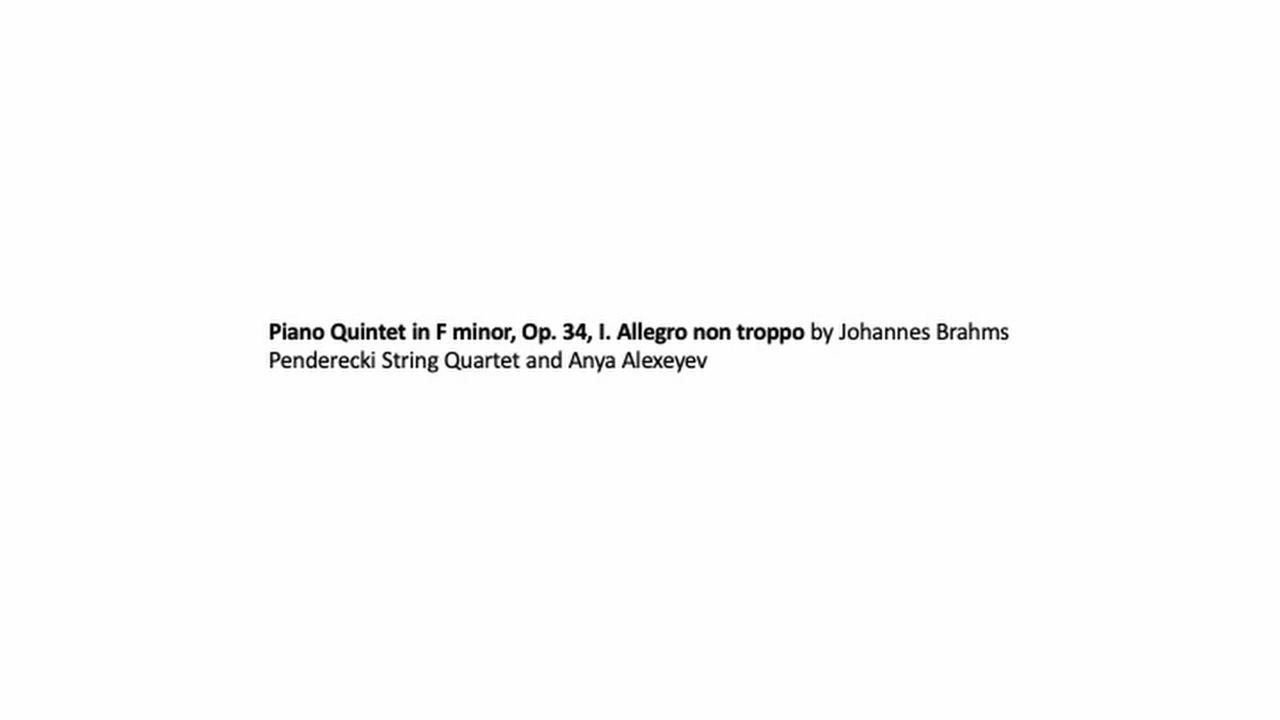 Piano Quintet in F minor, Op. 34, I. Allegro non troppo by Johannes Brahms
Penderecki String Quartet and Anya Alexeyev